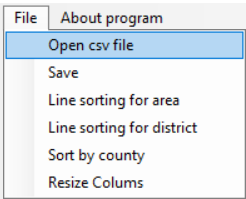 File About program
Open csv file
Save
Line sorting for area
Line sorting for district
Sort by county
Resize Colums